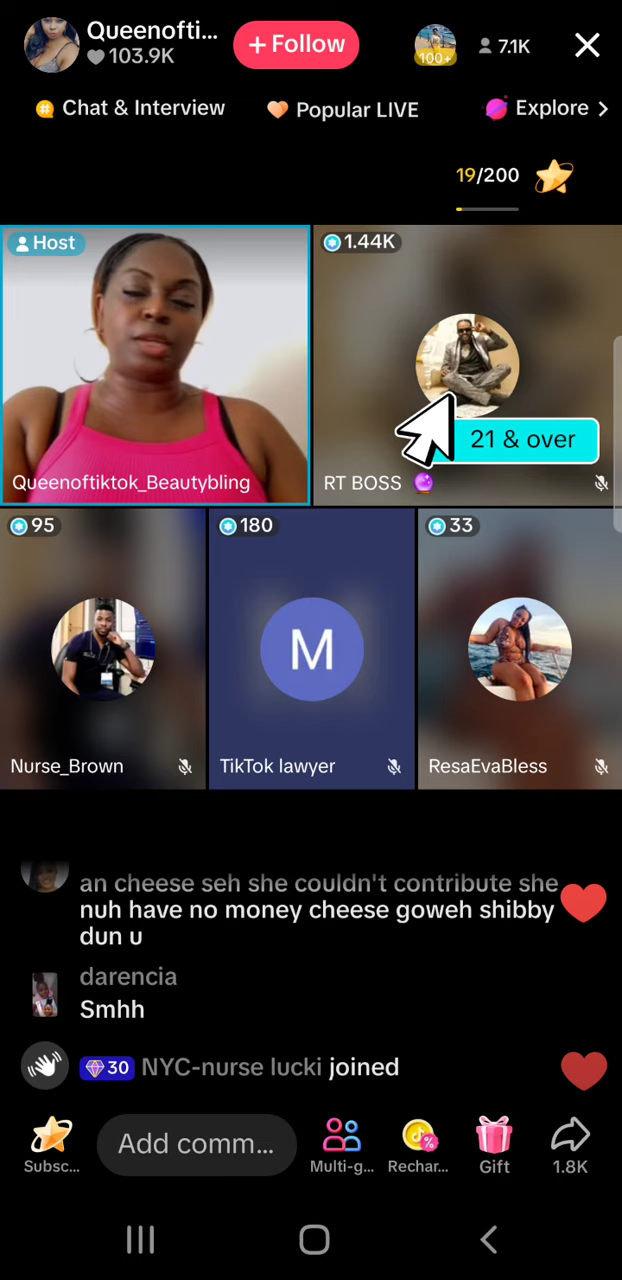 Queenofti...
103.9K
+ Follow
100+
7.1K
Chat & Interview
Popular LIVE
Explore
19/200
Host
1.44K
21 & over
Queenoftiktok_Beautybling
RT BOSS
95
180
33
M
Nurse_Brown
TikTok lawyer
ResaEvaBless
an cheese seh she couldn't contribute she
nuh have no money cheese goweh shibby
dun u
darencia
Smhh
30 NYC-nurse lucki joined
Add comm...
Subsc...
Multi-g...
Rechar...
Gift
1.8K